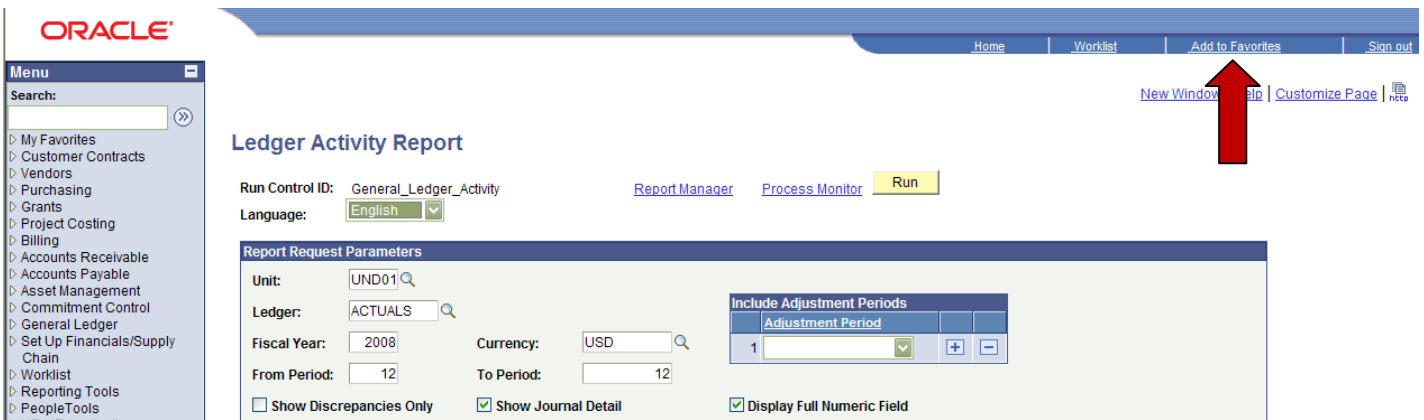 ORACLE
Home Worklist Add to Favorites Sign out
Menu
Search:
New Window Customize Page http
My Favorites
Customer Contracts
Vendors
Purchasing
Grants
Project Costing
Billing
Accounts Receivable
Accounts Payable
Asset Management
Commitment Control
General Ledger
Set Up Financials/Supply
Chain
Worklist
Reporting Tools
PeopleTools
Ledger Activity Report
Run Control ID: General_Ledger_Activity Report Manager Process Monitor Run
Language: English
Report Request Parameters
Unit: UND01
Ledger: ACTUALS
Fiscal Year: 2008 Currency: USD
From Period: 12 To Period: 12
Include Adjustment Periods
Adjustment Period
1
Show Discrepancies Only Show Journal Detail Display Full Numeric Field